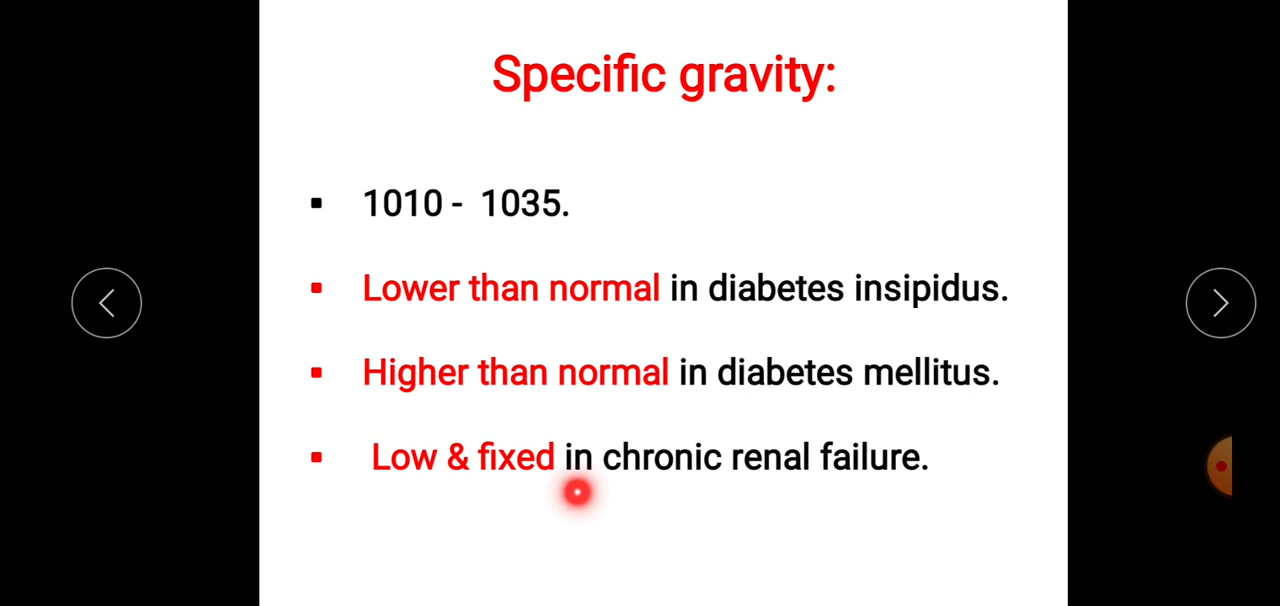 Specific gravity:
1010 - 1035.
Lower than normal in diabetes insipidus.
Higher than normal in diabetes mellitus.
Low & fixed in chronic renal failure.